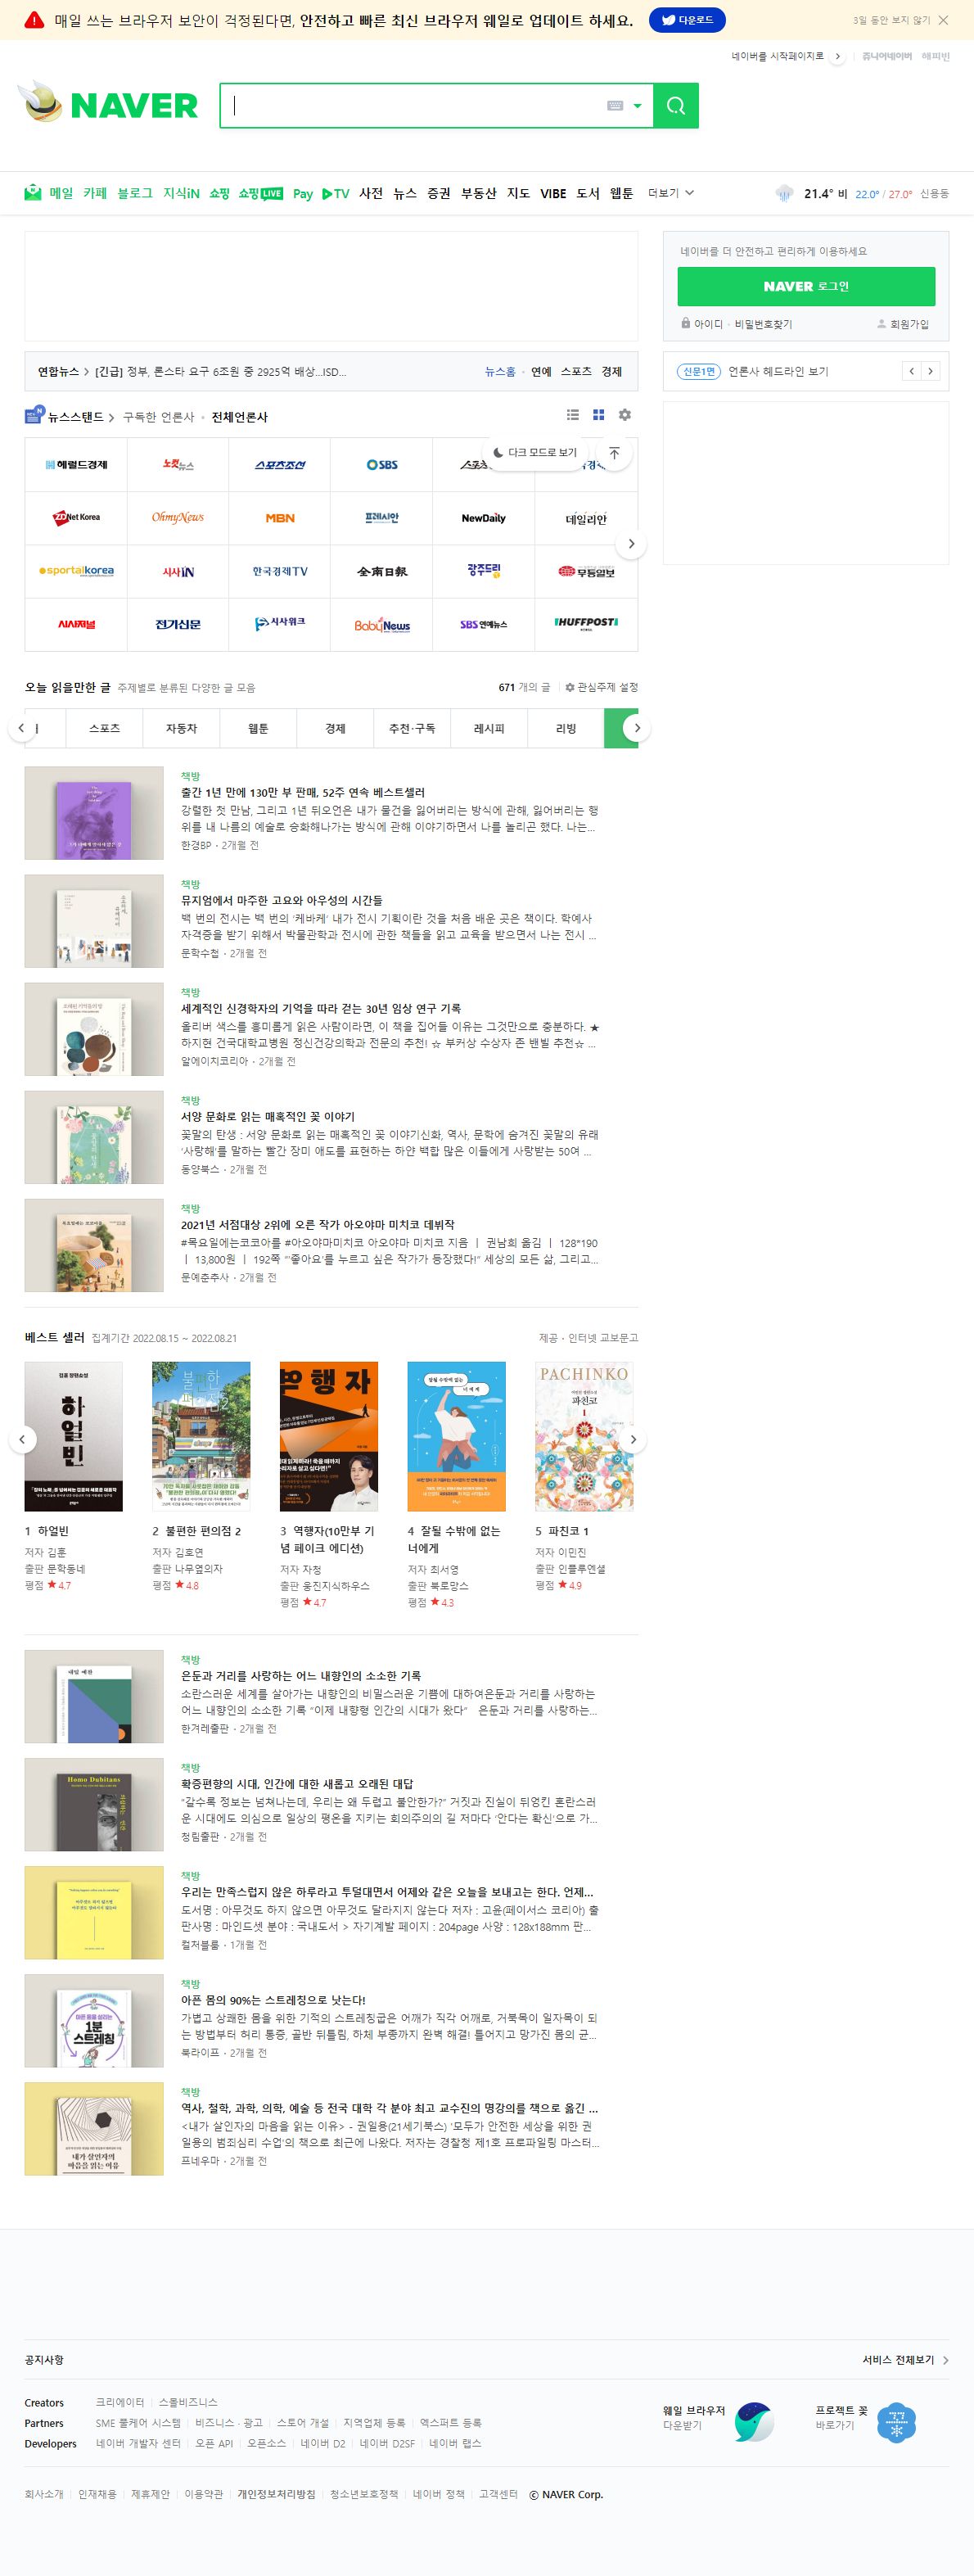 매일 쓰는 브라우저 보안이 걱정된다면, 안전하고 빠른 최신 브라우저 웨일로 업데이트 하세요. 다운로드 3일 동안 보지 않기
네이버를 시작페이지로 쥬니어네이버 해피빈
NAVER
메일 카페 블로그 지식iN 쇼핑 쇼핑LIVE Pay TV 사전 뉴스 증권 부동산 지도 VIBE 도서 웹툰 더보기 21.4° 비 22.0° / 27.0° 신용동
네이버를 더 안전하고 편리하게 이용하세요
NAVER 로그인
아이디 · 비밀번호찾기 회원가입
연합뉴스 [긴급] 정부, 론스타 요구 6조원 중 2925억 배상...ISD... 뉴스홈 · 연예 스포츠 경제
신문1면 언론사 헤드라인 보기
뉴스스탠드 구독한 언론사 · 전체언론사
다크 모드로 보기
헤럴드경제 노컷뉴스 스포츠조선 SBS
ZDNet Korea OhmyNews MBN 프레시안 NewDaily 데일리안
sportalkorea 시사IN 한국경제TV 全南日報 광주드림 무등일보
시사저널 전기신문 시사위크 BabyNews SBS 연예뉴스 HUFFPOST
오늘 읽을만한 글 주제별로 분류된 다양한 글 모음 671 개의 글 관심주제 설정
스포츠 자동차 웹툰 경제 추천·구독 레시피 리빙
책방
출간 1년 만에 130만 부 판매, 52주 연속 베스트셀러
강렬한 첫 만남, 그리고 1년 뒤오연은 내가 물건을 잃어버리는 방식에 관해, 잃어버리는 행
위를 내 나름의 예술로 승화해나가는 방식에 관해 이야기하면서 나를 놀리곤 했다. 나는...
한경BP · 2개월 전
책방
뮤지엄에서 마주한 고요와 아우성의 시간들
백 번의 전시는 백 번의 '케바케' 내가 전시 기획이란 것을 처음 배운 곳은 책이다. 학예사
자격증을 받기 위해서 박물관학과 전시에 관한 책들을 읽고 교육을 받으면서 나는 전시 ...
문학수첩 · 2개월 전
책방
세계적인 신경학자의 기억을 따라 걷는 30년 임상 연구 기록
올리버 색스를 흥미롭게 읽은 사람이라면, 이 책을 집어들 이유는 그것만으로 충분하다. ★
하지현 건국대학교병원 정신건강의학과 전문의 추천! ☆ 부커상 수상자 존 밴빌 추천☆ ...
알에이치코리아 · 2개월 전
책방
서양 문화로 읽는 매혹적인 꽃 이야기
꽃말의 탄생 : 서양 문화로 읽는 매혹적인 꽃 이야기신화, 역사, 문학에 숨겨진 꽃말의 유래
'사랑해'를 말하는 빨간 장미 애도를 표현하는 하얀 백합 많은 이들에게 사랑받는 50여 ...
동양북스 · 2개월 전
책방
2021년 서점대상 2위에 오른 작가 아오야마 미치코 데뷔작
#목요일에는코코아를 #아오야마미치코 아오야마 미치코 지음 ㅣ 권남희 옮김 ㅣ 128*190
ㅣ 13,800원 ㅣ 192쪽 "'좋아요'를 누르고 싶은 작가가 등장했다!" 세상의 모든 삶, 그리고...
문예춘추사 · 2개월 전
베스트 셀러 집계기간 2022.08.15 ~ 2022.08.21 제공 · 인터넷 교보문고
김훈 장편소설
하얼빈
PACHINKO
파친코
1 하얼빈
저자 김훈
출판 문학동네
평점 ★4.7
2 불편한 편의점 2
저자 김호연
출판 나무옆의자
평점 ★4.8
3 역행자(10만부 기
념 페이크 에디션)
저자 자청
출판 웅진지식하우스
평점 ★4.7
4 잘될 수밖에 없는
너에게
저자 최서영
출판 북로망스
평점 ★4.3
5 파친코 1
저자 이민진
출판 인플루엔셜
평점 ★4.9
책방
은둔과 거리를 사랑하는 어느 내향인의 소소한 기록
소란스러운 세계를 살아가는 내향인의 비밀스러운 기쁨에 대하여은둔과 거리를 사랑하는
어느 내향인의 소소한 기록 "이제 내향형 인간의 시대가 왔다" 은둔과 거리를 사랑하는...
한겨레출판 · 2개월 전
책방
확증편향의 시대, 인간에 대한 새롭고 오래된 대답
"갈수록 정보는 넘쳐나는데, 우리는 왜 두렵고 불안한가?" 거짓과 진실이 뒤엉킨 혼란스러
운 시대에도 의심으로 일상의 평온을 지키는 회의주의의 길 저마다 '안다는 확신'으로 가...
청림출판 · 2개월 전
Homo Dubitans
책방
우리는 만족스럽지 않은 하루라고 투덜대면서 어제와 같은 오늘을 보내고는 한다. 언제...
도서명 : 아무것도 하지 않으면 아무것도 달라지지 않는다 저자 : 고윤(페이서스 코리아) 출
판사명 : 마인드셋 분야 : 국내도서 > 자기계발 페이지 : 204page 사양 : 128x188mm 판...
컬처블룸 · 1개월 전
책방
아픈 몸의 90%는 스트레칭으로 낫는다!
가볍고 상쾌한 몸을 위한 기적의 스트레칭굽은 어깨가 직각 어깨로, 거북목이 일자목이 되
는 방법부터 허리 통증, 골반 뒤틀림, 하체 부종까지 완벽 해결! 틀어지고 망가진 몸의 균...
북라이프 · 2개월 전
1분
스트레칭
책방
역사, 철학, 과학, 의학, 예술 등 전국 대학 각 분야 최고 교수진의 명강의를 책으로 옮긴 ...
<내가 살인자의 마음을 읽는 이유> - 권일용(21세기북스) '모두가 안전한 세상을 위한 권
일용의 범죄심리 수업'의 책으로 최근에 나왔다. 저자는 경찰청 제1호 프로파일링 마스터...
프네우마 · 2개월 전
내가 살인자의
마음을 읽는 이유
공지사항 서비스 전체보기
Creators 크리에이터 스몰비즈니스
Partners SME 풀케어 시스템 비즈니스 · 광고 스토어 개설 지역업체 등록 엑스퍼트 등록
Developers 네이버 개발자 센터 오픈 API 오픈소스 네이버 D2 네이버 D2SF 네이버 랩스
웨일 브라우저
다운받기
프로젝트 꽃
바로가기
회사소개 인재채용 제휴제안 이용약관 개인정보처리방침 청소년보호정책 네이버 정책 고객센터 ⓒ NAVER Corp.